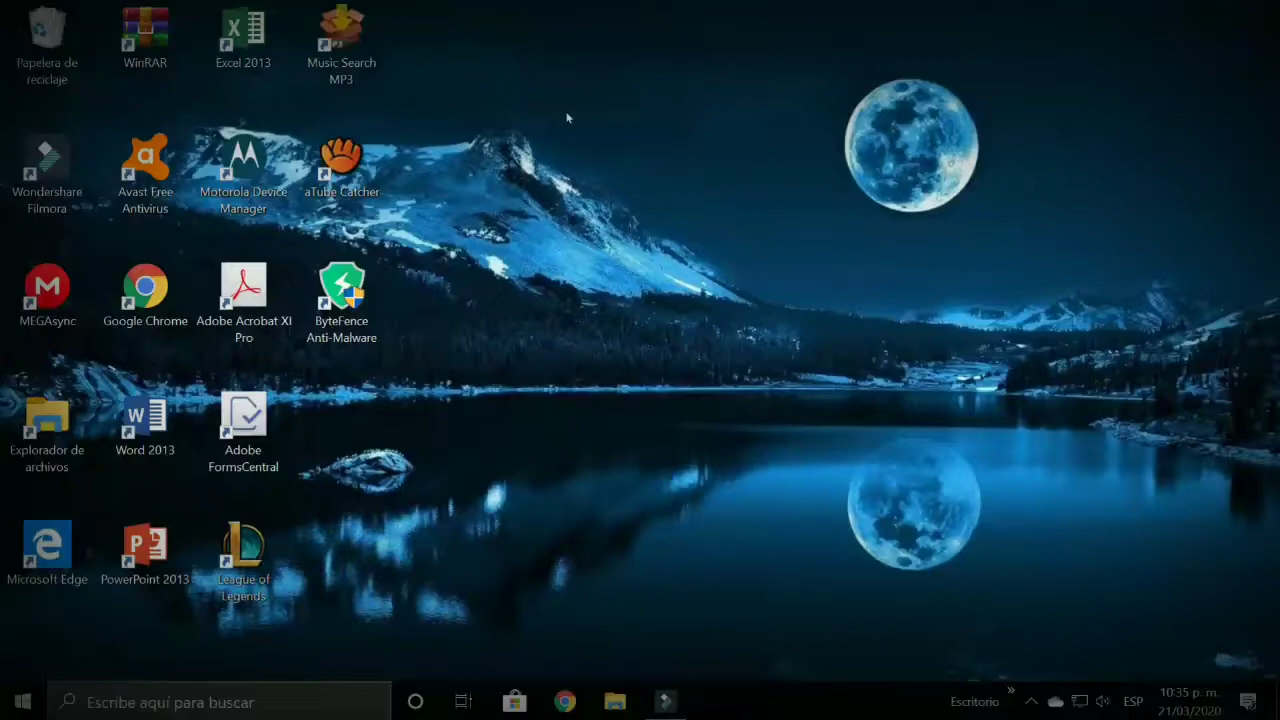 Papelera de
reciclaje
WinRAR
Excel 2013
Music Search
MP3
Wondershare
Filmora
Avast Free
Antivirus
Motorola Device
Manager
aTube Catcher
MEGAsync
Google Chrome
Adobe Acrobat XI
Pro
ByteFence
Anti-Malware
Explorador de
archivos
Word 2013
Adobe
FormsCentral
Microsoft Edge
PowerPoint 2013
League of
Legends
Escribe aquí para buscar
Escritorio
ESP
10:35 p. m.
21/03/2020